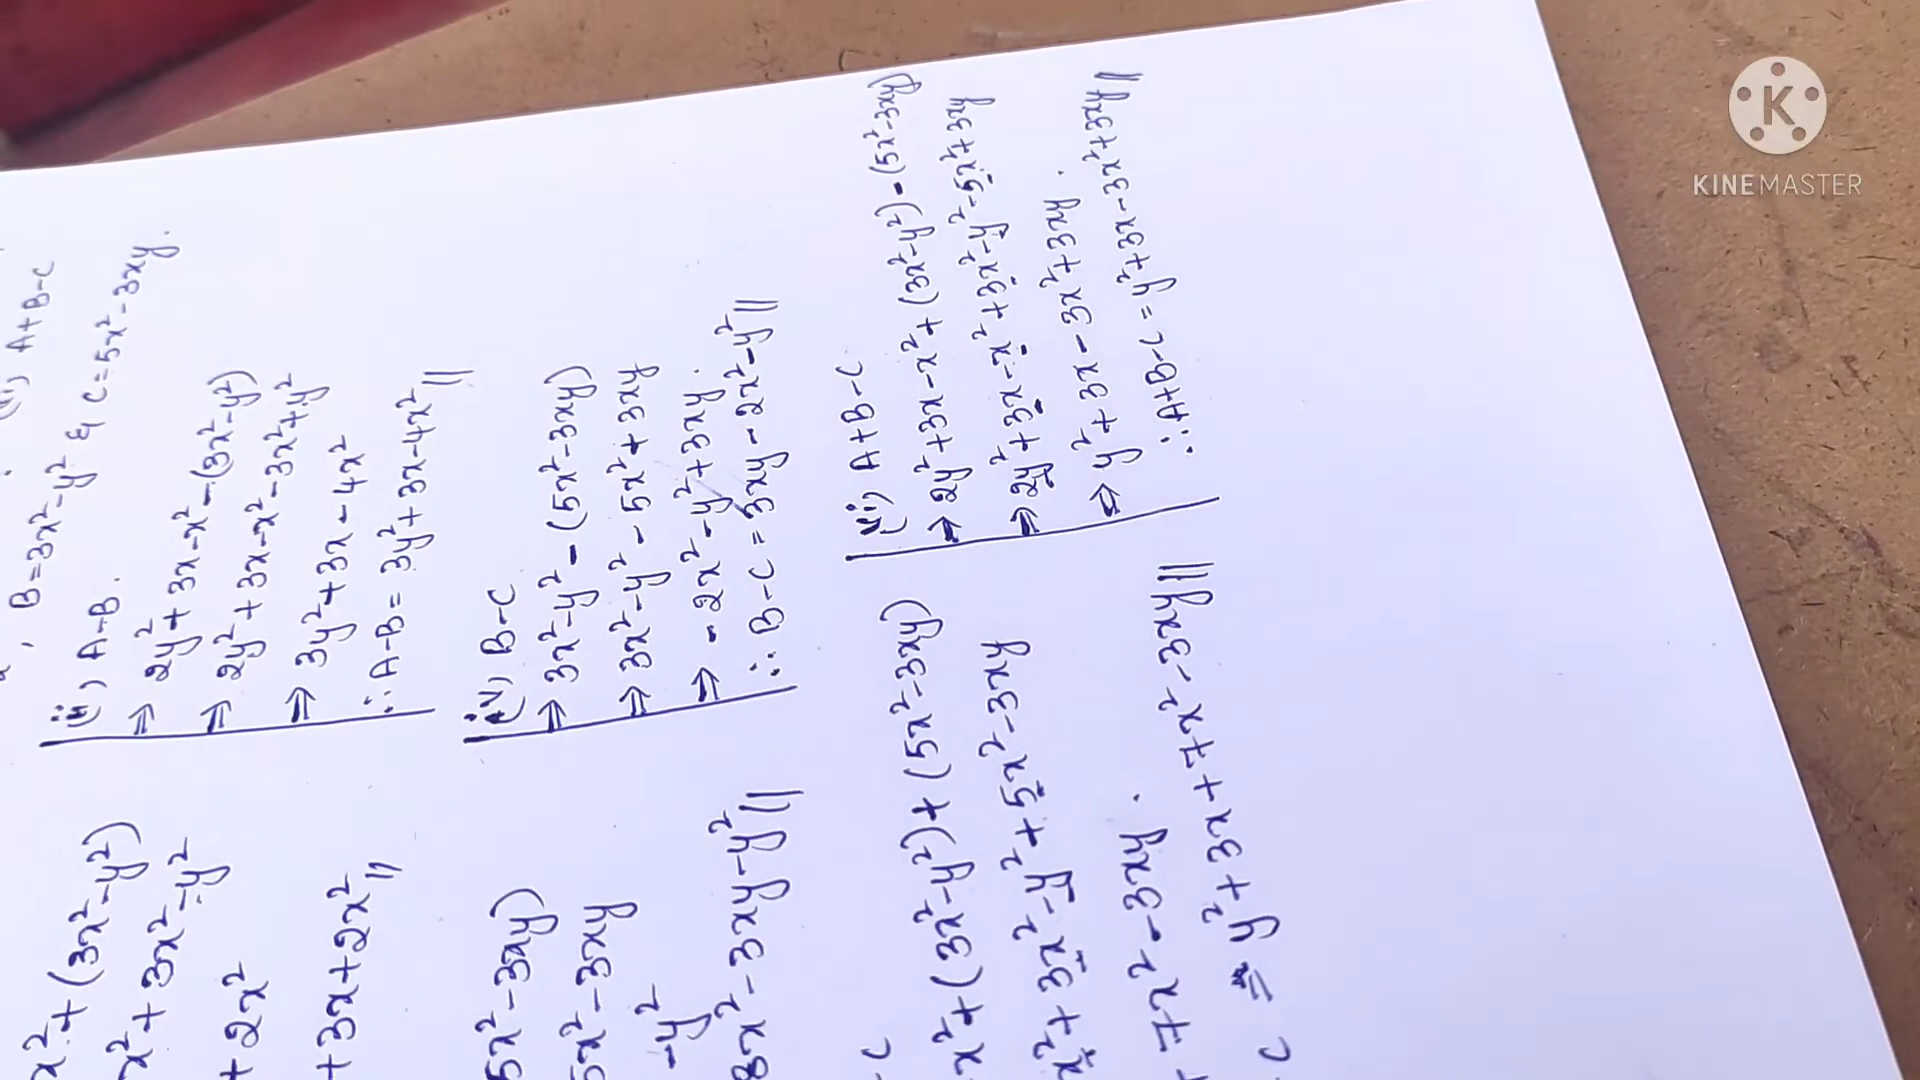 (vi) A+B-C
, B=3x²-y² & C=5x²-3xy.
(ii) A-B.
⇒ 2y²+3x-x²-(3x²-y²)
⇒ 2y²+3x-x²-3x²+y²
⇒ 3y²+3x-4x²
∴ A-B= 3y²+3x-4x² //
x²+(3x²-y²)
x²+3x²-y²
+2x²
+3x+2x² //
(iv) B-C
⇒ 3x²-y²-(5x²-3xy)
⇒ 3x²-y²-5x²+3xy
⇒ -2x²-y²+3xy.
∴ B-C = 3xy-2x²-y² //
5x²-3xy)
5x²-3xy
-y²
8x²-3xy-y² //
(vi) A+B-C
⇒ 2y²+3x-x²+(3x²-y²)-(5x²-3xy)
⇒ 2y²+3x-x²+3x²-y²-5x²+3xy
⇒ y²+3x-3x²+3xy.
∴ A+B-C = y²+3x-3x²+3xy //
C
x²+(3x²-y²)+(5x²-3xy)
x²+3x²-y²+5x²-3xy
+7x²-3xy.
C = y²+3x+7x²-3xy //
K
KINEMASTER